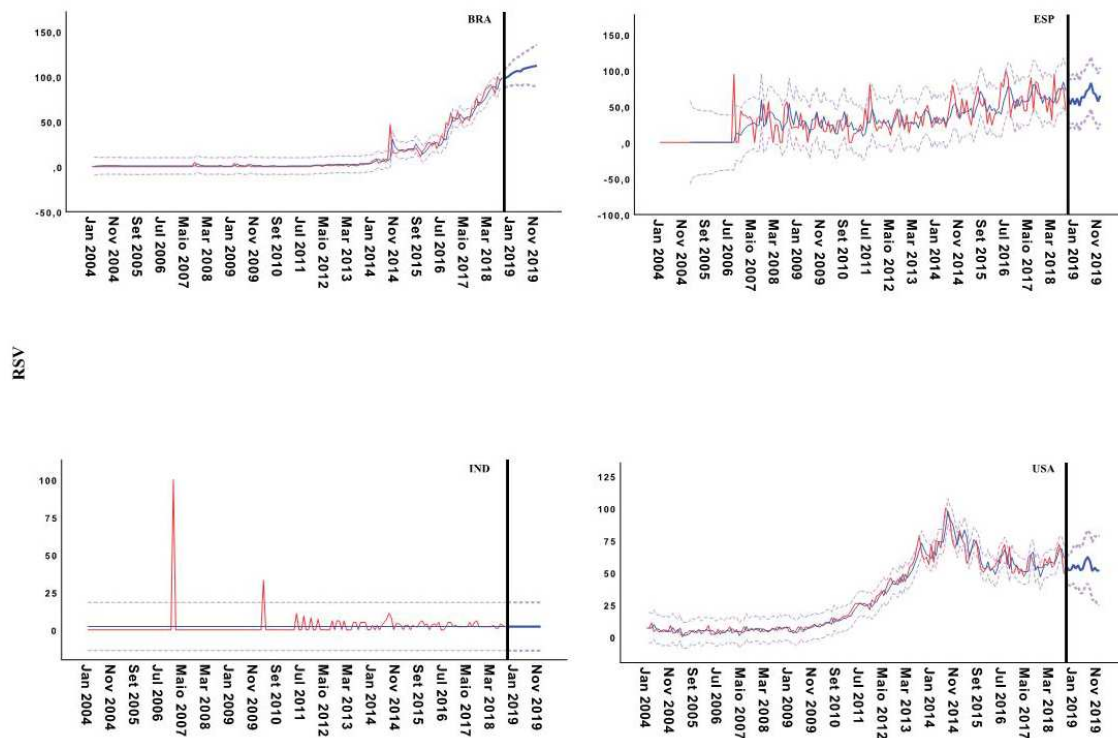 BRA
150,0
100,0
50,0
,0
-50,0
Jan 2004
Nov 2004
Set 2005
Jul 2006
Maio 2007
Mar 2008
Jan 2009
Nov 2009
Set 2010
Jul 2011
Maio 2012
Mar 2013
Jan 2014
Nov 2014
Set 2015
Jul 2016
Maio 2017
Mar 2018
Jan 2019
Nov 2019
ESP
150,0
100,0
50,0
,0
-50,0
-100,0
Jan 2004
Nov 2004
Set 2005
Jul 2006
Maio 2007
Mar 2008
Jan 2009
Nov 2009
Set 2010
Jul 2011
Maio 2012
Mar 2013
Jan 2014
Nov 2014
Set 2015
Jul 2016
Maio 2017
Mar 2018
Jan 2019
Nov 2019
RSV
IND
100
75
50
25
0
Jan 2004
Nov 2004
Set 2005
Jul 2006
Maio 2007
Mar 2008
Jan 2009
Nov 2009
Set 2010
Jul 2011
Maio 2012
Mar 2013
Jan 2014
Nov 2014
Set 2015
Jul 2016
Maio 2017
Mar 2018
Jan 2019
Nov 2019
USA
125
100
75
50
25
0
Jan 2004
Nov 2004
Set 2005
Jul 2006
Maio 2007
Mar 2008
Jan 2009
Nov 2009
Set 2010
Jul 2011
Maio 2012
Mar 2013
Jan 2014
Nov 2014
Set 2015
Jul 2016
Maio 2017
Mar 2018
Jan 2019
Nov 2019